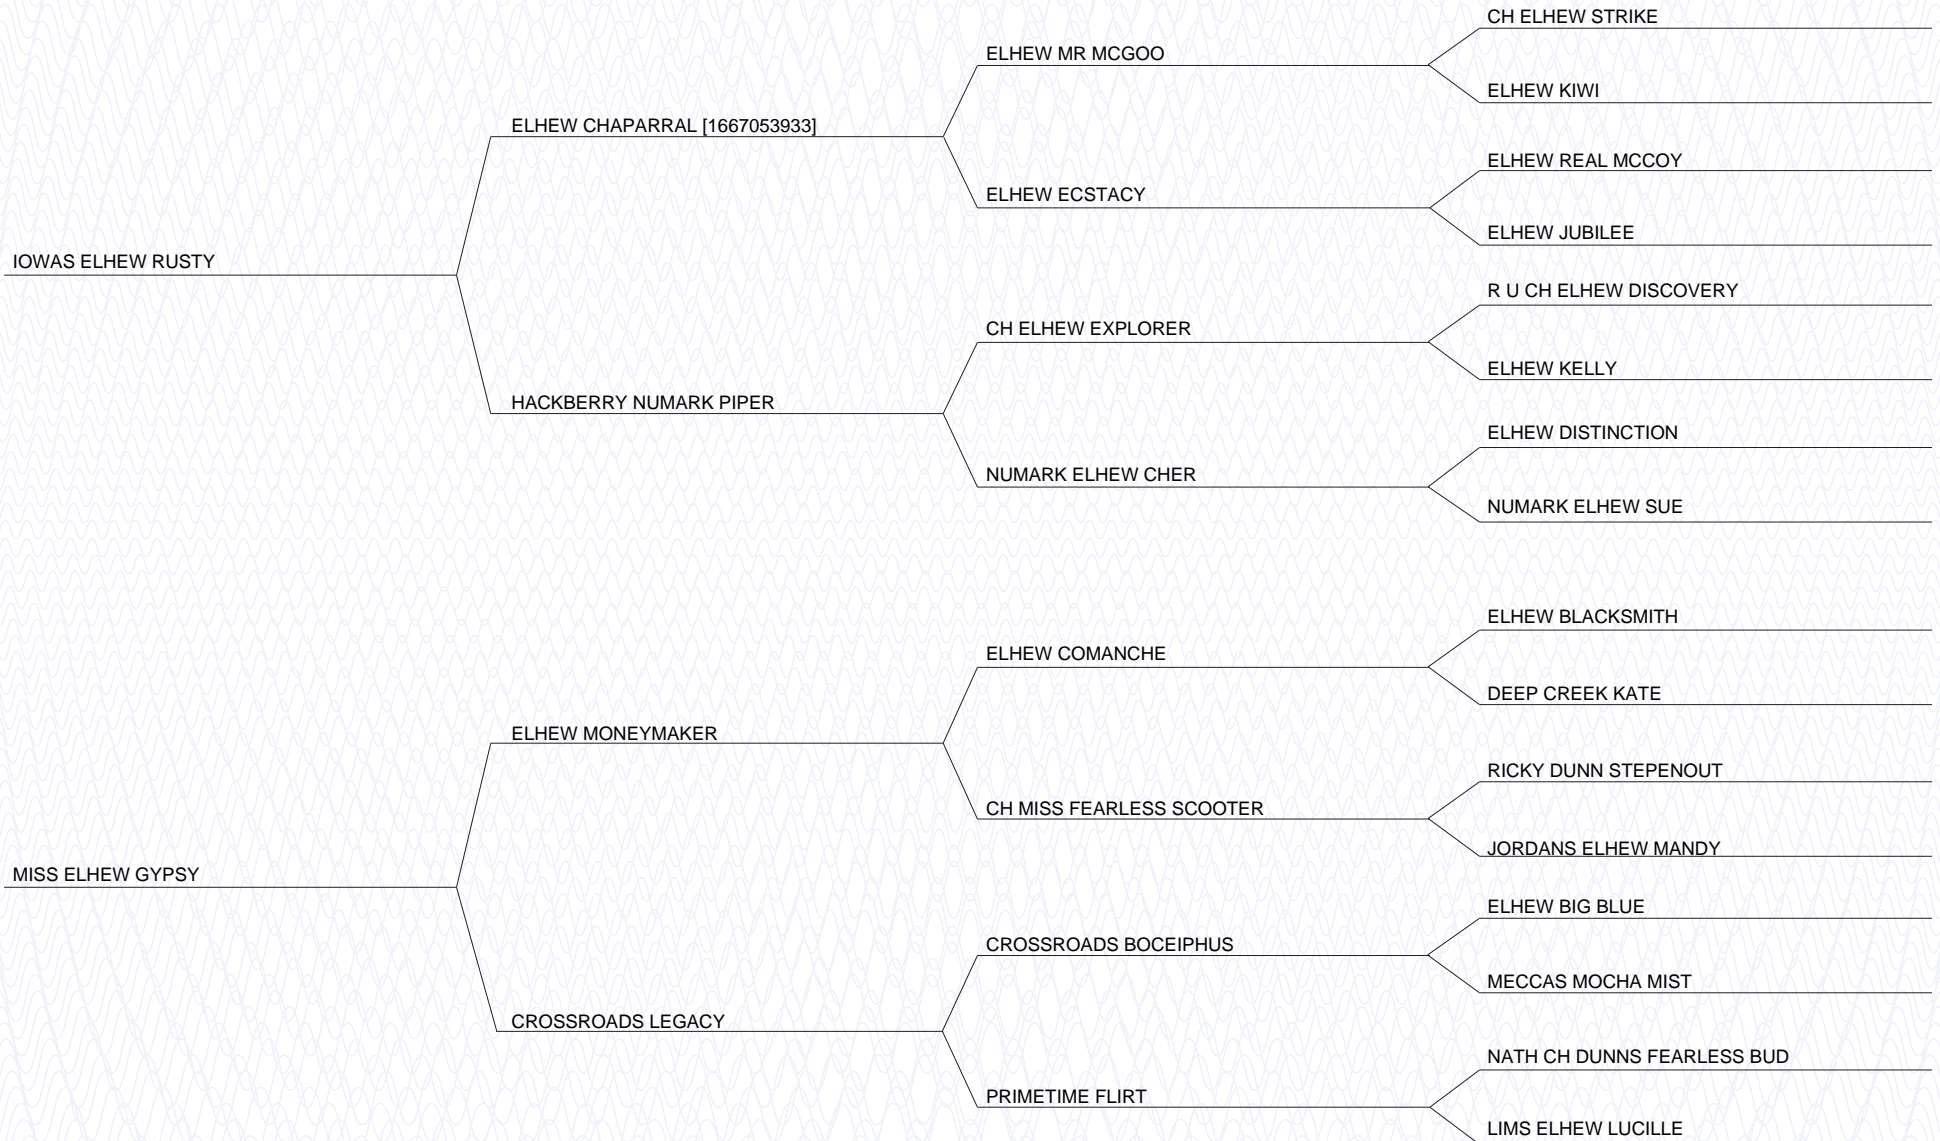 CH ELHEW STRIKE
ELHEW MR MCGOO
ELHEW KIWI
ELHEW CHAPARRAL [1667053933]
ELHEW REAL MCCOY
ELHEW ECSTACY
ELHEW JUBILEE
IOWAS ELHEW RUSTY
R U CH ELHEW DISCOVERY
CH ELHEW EXPLORER
ELHEW KELLY
HACKBERRY NUMARK PIPER
ELHEW DISTINCTION
NUMARK ELHEW CHER
NUMARK ELHEW SUE
ELHEW BLACKSMITH
ELHEW COMANCHE
DEEP CREEK KATE
ELHEW MONEYMAKER
RICKY DUNN STEPENOUT
CH MISS FEARLESS SCOOTER
JORDANS ELHEW MANDY
MISS ELHEW GYPSY
ELHEW BIG BLUE
CROSSROADS BOCEIPHUS
MECCAS MOCHA MIST
CROSSROADS LEGACY
NATH CH DUNNS FEARLESS BUD
PRIMETIME FLIRT
LIMS ELHEW LUCILLE